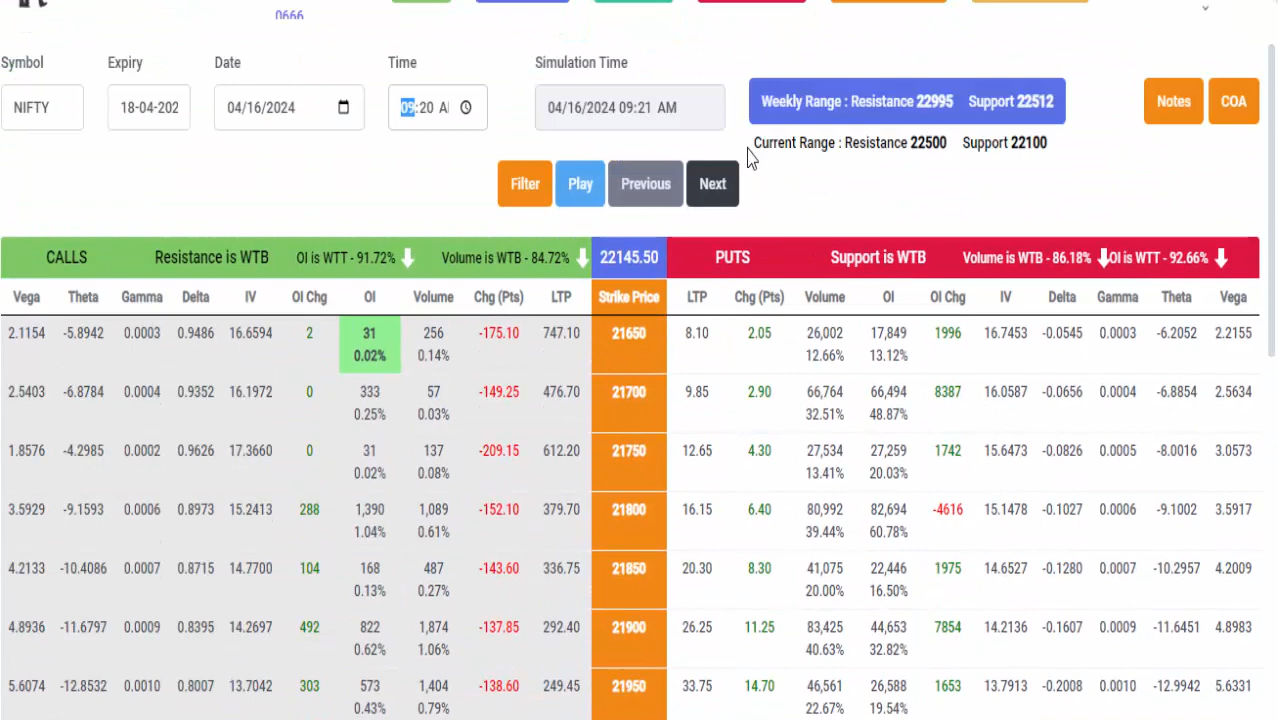 0666
Symbol Expiry Date Time Simulation Time
NIFTY 18-04-202 04/16/2024 09:20 04/16/2024 09:21 AM
Weekly Range : Resistance 22995 Support 22512
Notes COA
Current Range : Resistance 22500 Support 22100
Filter Play Previous Next
CALLS Resistance is WTB OI is WTT - 91.72% Volume is WTB - 84.72% 22145.50 PUTS Support is WTB Volume is WTB - 86.18% OI is WTT - 92.66%
Vega Theta Gamma Delta IV OI Chg OI Volume Chg (Pts) LTP Strike Price LTP Chg (Pts) Volume OI OI Chg IV Delta Gamma Theta Vega
2.1154 -5.8942 0.0003 0.9486 16.6594 2 31 256 -175.10 747.10 21650 8.10 2.05 26,002 17,849 1996 16.7453 -0.0545 0.0003 -6.2052 2.2155
0.02% 0.14% 12.66% 13.12%
2.5403 -6.8784 0.0004 0.9352 16.1972 0 333 57 -149.25 476.70 21700 9.85 2.90 66,764 66,494 8387 16.0587 -0.0656 0.0004 -6.8854 2.5634
0.25% 0.03% 32.51% 48.87%
1.8576 -4.2985 0.0002 0.9626 17.3660 0 31 137 -209.15 612.20 21750 12.65 4.30 27,534 27,259 1742 15.6473 -0.0826 0.0005 -8.0016 3.0573
0.02% 0.08% 13.41% 20.03%
3.5929 -9.1593 0.0006 0.8973 15.2413 288 1,390 1,089 -152.10 379.70 21800 16.15 6.40 80,992 82,694 -4616 15.1478 -0.1027 0.0006 -9.1002 3.5917
1.04% 0.61% 39.44% 60.78%
4.2133 -10.4086 0.0007 0.8715 14.7700 104 168 487 -143.60 336.75 21850 20.30 8.30 41,075 22,446 1975 14.6527 -0.1280 0.0007 -10.2957 4.2009
0.13% 0.27% 20.00% 16.50%
4.8936 -11.6797 0.0009 0.8395 14.2697 492 822 1,874 -137.85 292.40 21900 26.25 11.25 83,425 44,653 7854 14.2136 -0.1607 0.0009 -11.6451 4.8983
0.62% 1.06% 40.63% 32.82%
5.6074 -12.8532 0.0010 0.8007 13.7042 303 573 1,404 -138.60 249.45 21950 33.75 14.70 46,561 26,588 1653 13.7913 -0.2008 0.0010 -12.9942 5.6331
0.43% 0.79% 22.67% 19.54%